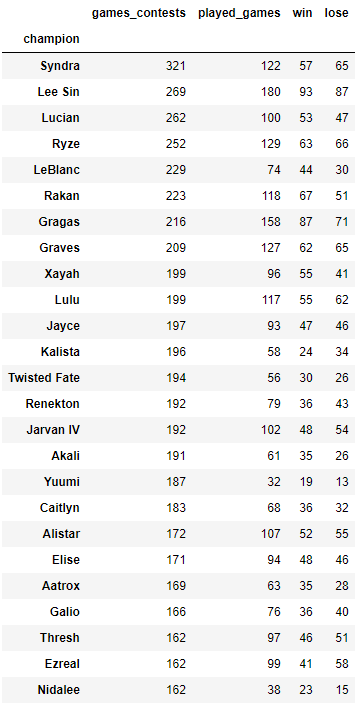 games_contests played_games win lose
champion
Syndra 321 122 57 65
Lee Sin 269 180 93 87
Lucian 262 100 53 47
Ryze 252 129 63 66
LeBlanc 229 74 44 30
Rakan 223 118 67 51
Gragas 216 158 87 71
Graves 209 127 62 65
Xayah 199 96 55 41
Lulu 199 117 55 62
Jayce 197 93 47 46
Kalista 196 58 24 34
Twisted Fate 194 56 30 26
Renekton 192 79 36 43
Jarvan IV 192 102 48 54
Akali 191 61 35 26
Yuumi 187 32 19 13
Caitlyn 183 68 36 32
Alistar 172 107 52 55
Elise 171 94 48 46
Aatrox 169 63 35 28
Galio 166 76 36 40
Thresh 162 97 46 51
Ezreal 162 99 41 58
Nidalee 162 38 23 15